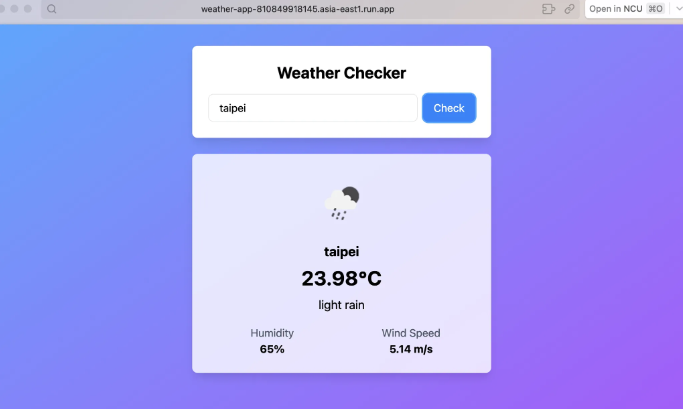 weather-app-810849918145.asia-east1.run.app
Open in NCU ⌘O
Weather Checker
taipei
Check
taipei
23.98°C
light rain
Humidity Wind Speed
65% 5.14 m/s